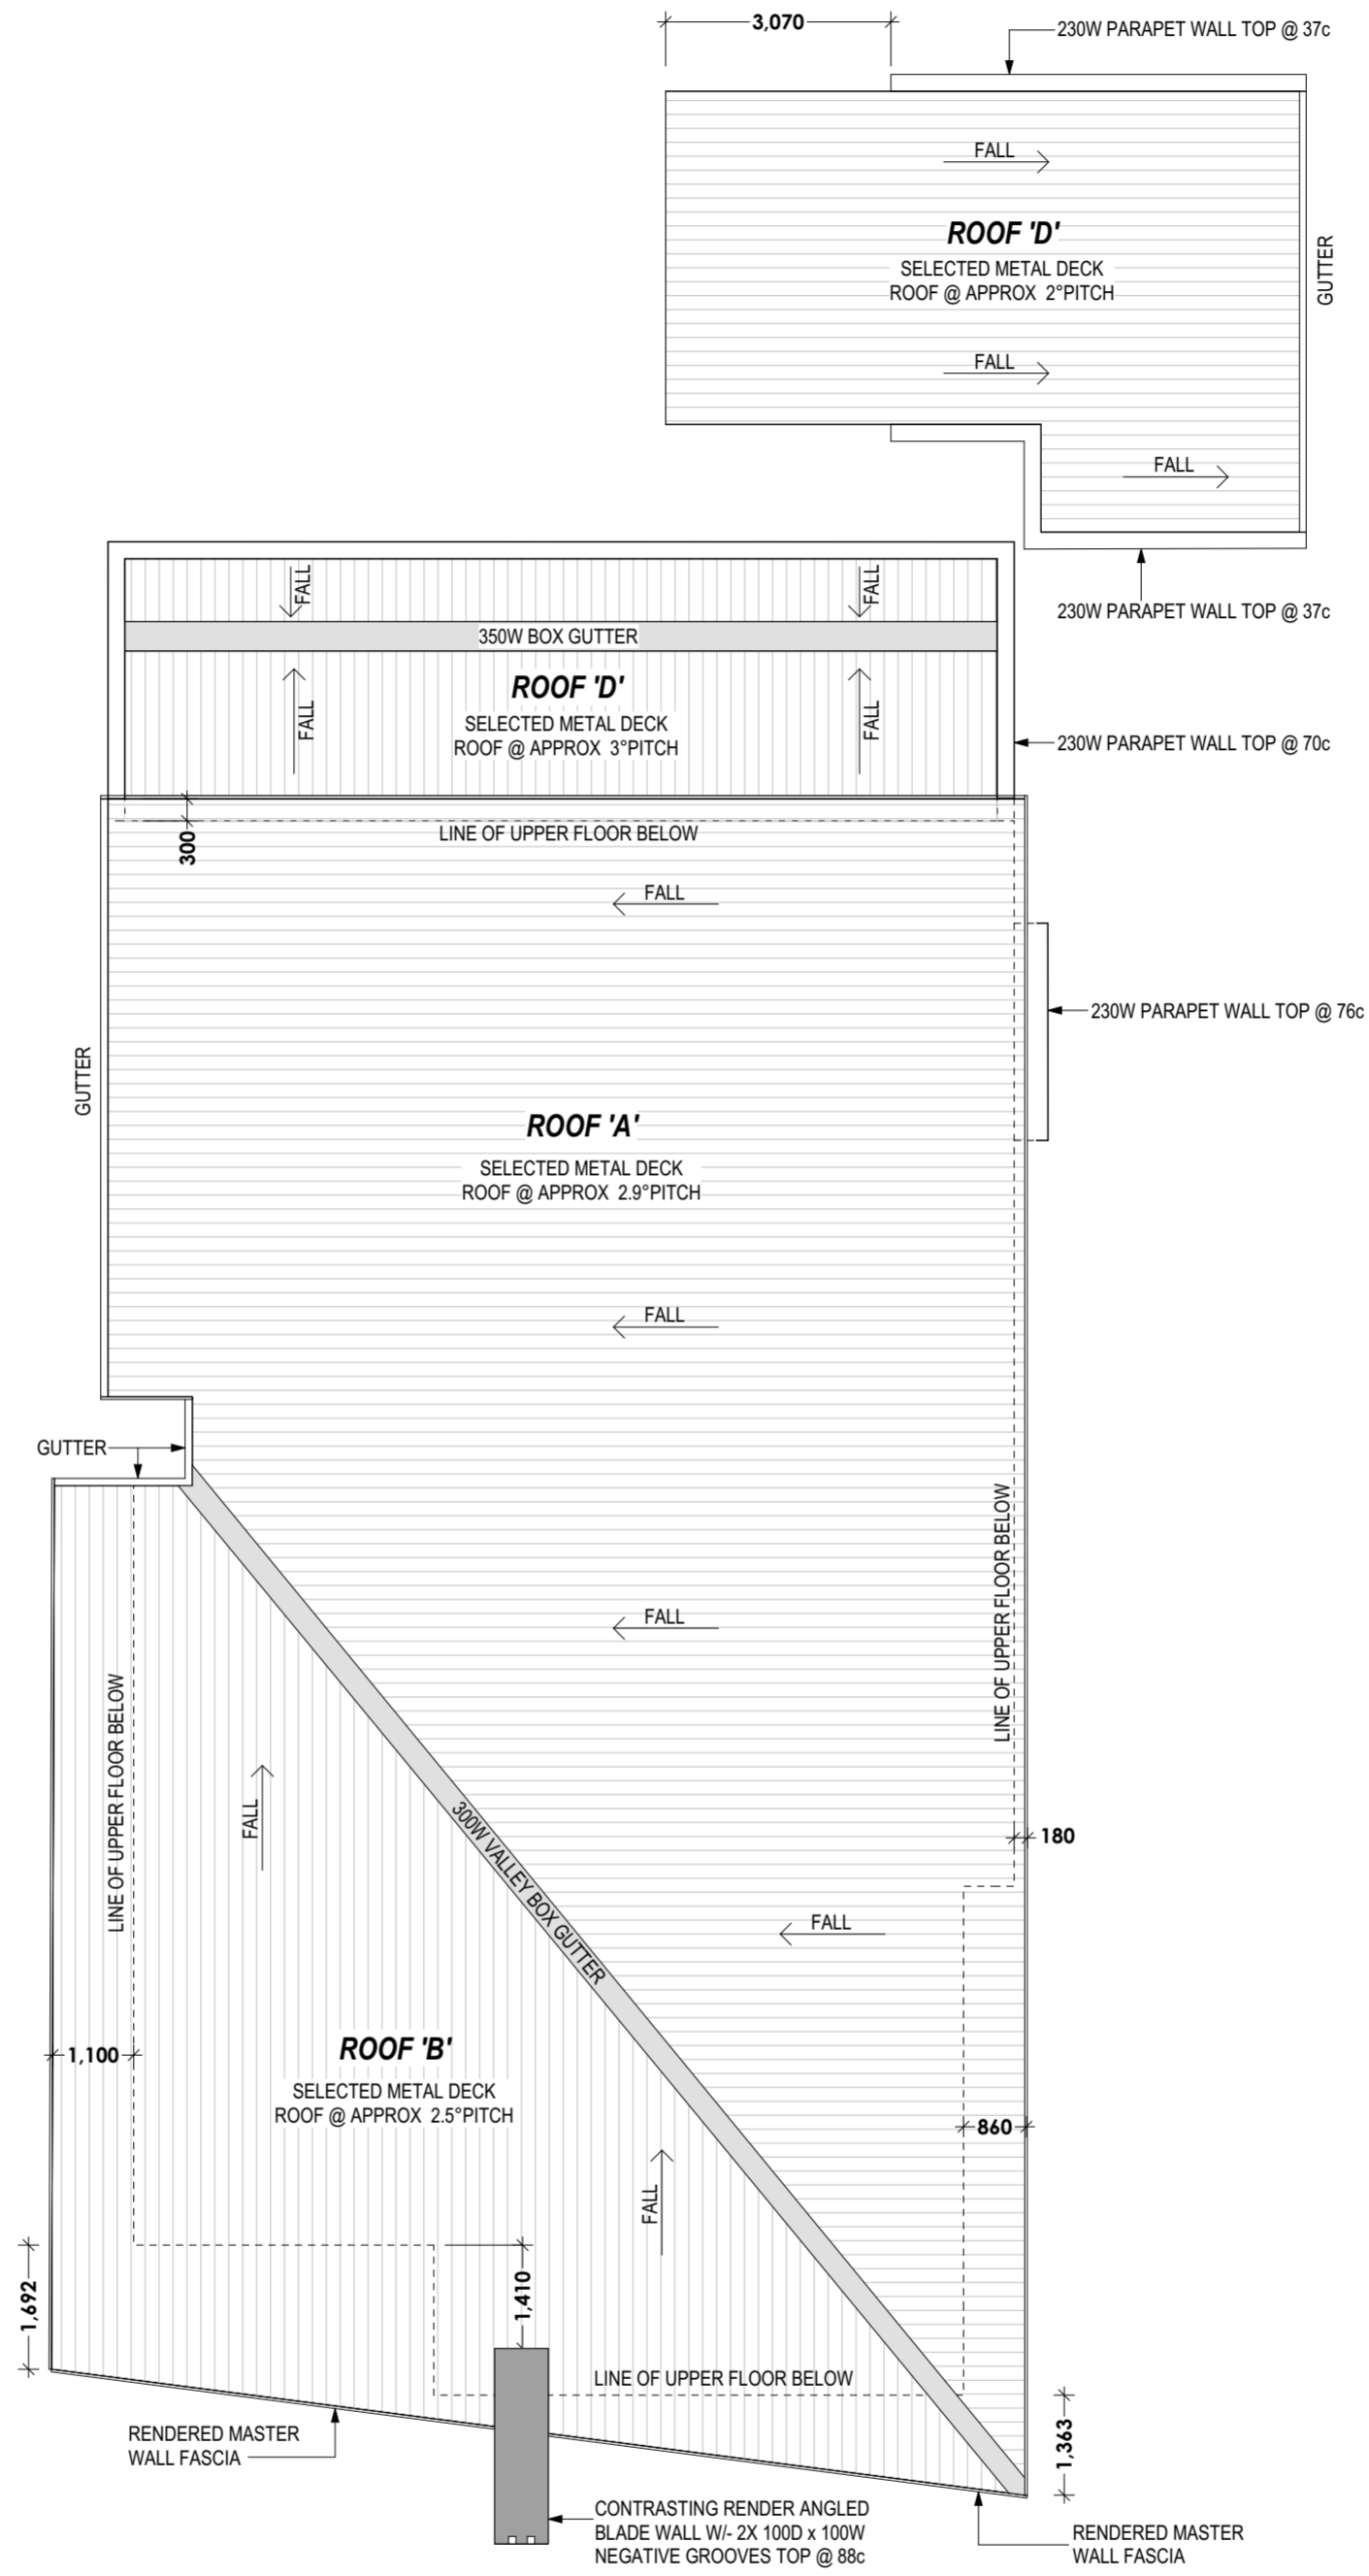 3,070
230W PARAPET WALL TOP @ 37c
FALL
ROOF 'D'
SELECTED METAL DECK
ROOF @ APPROX 2°PITCH
GUTTER
FALL
FALL
230W PARAPET WALL TOP @ 37c
FALL
FALL
350W BOX GUTTER
ROOF 'D'
SELECTED METAL DECK
ROOF @ APPROX 3°PITCH
FALL
FALL
230W PARAPET WALL TOP @ 70c
300
LINE OF UPPER FLOOR BELOW
FALL
230W PARAPET WALL TOP @ 76c
GUTTER
ROOF 'A'
SELECTED METAL DECK
ROOF @ APPROX 2.9°PITCH
FALL
GUTTER
LINE OF UPPER FLOOR BELOW
FALL
LINE OF UPPER FLOOR BELOW
FALL
300W VALLEY BOX GUTTER
180
FALL
ROOF 'B'
1,100
SELECTED METAL DECK
ROOF @ APPROX 2.5°PITCH
860
FALL
1,692
1,410
LINE OF UPPER FLOOR BELOW
1,363
RENDERED MASTER
WALL FASCIA
CONTRASTING RENDER ANGLED
BLADE WALL W/- 2X 100D x 100W
NEGATIVE GROOVES TOP @ 88c
RENDERED MASTER
WALL FASCIA